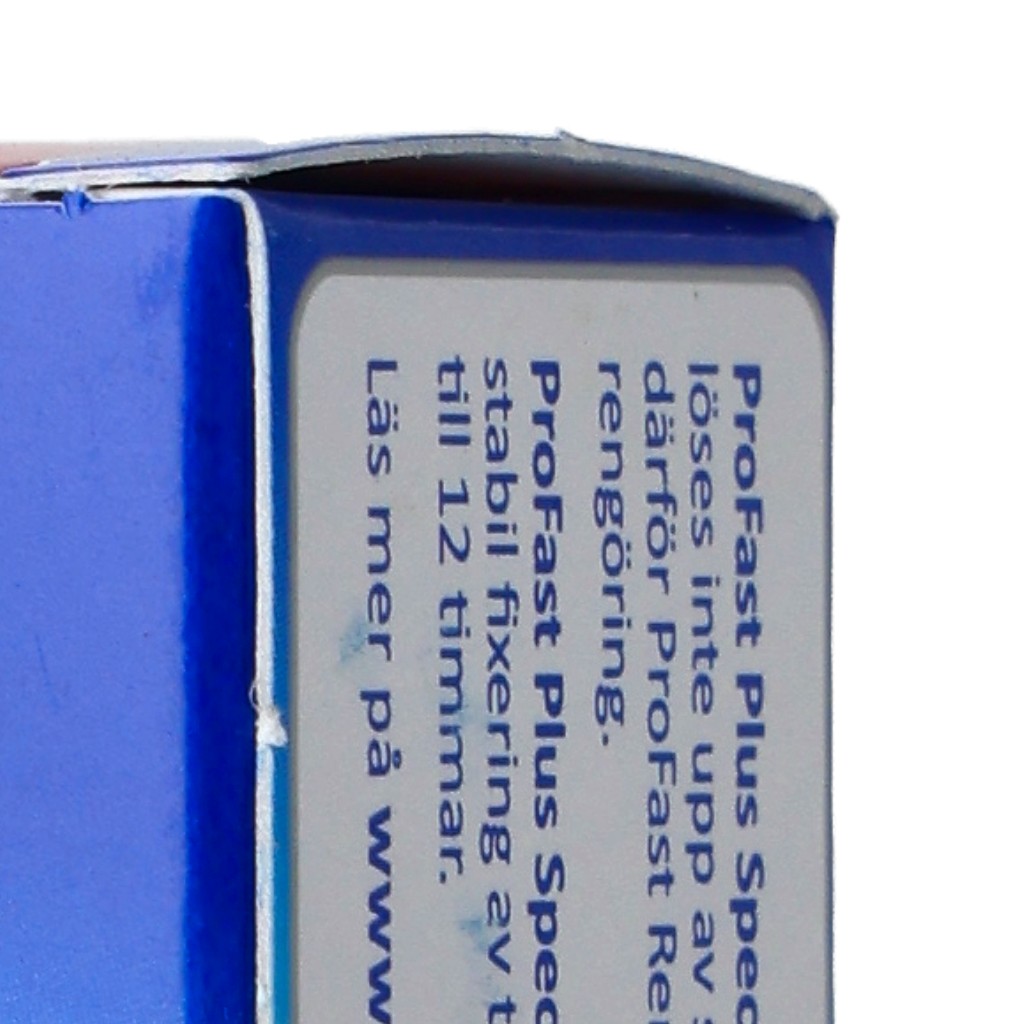 ProFast Plus Spec
löses inte upp av s
därför ProFast Re
rengöring.
ProFast Plus Spec
stabil fixering av t
till 12 timmar.
Läs mer på www